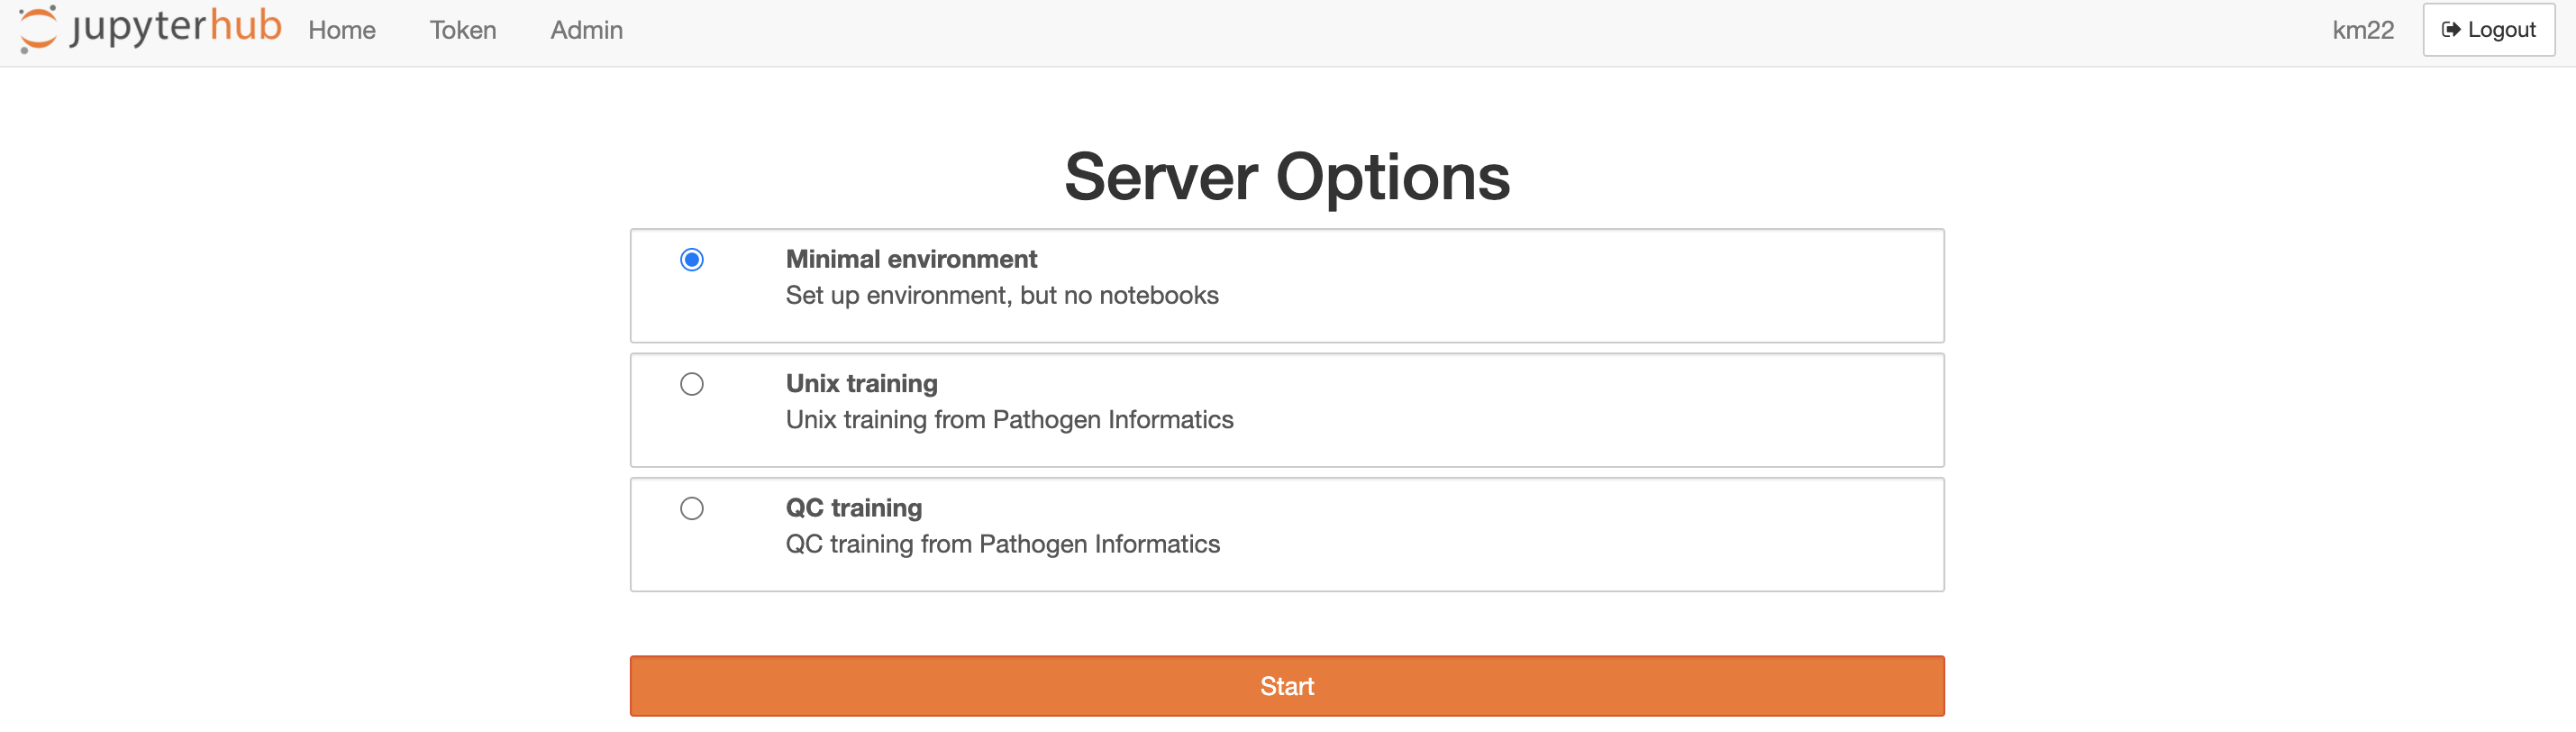 jupyterhub Home Token Admin km22 Logout
Server Options
Minimal environment
Set up environment, but no notebooks
Unix training
Unix training from Pathogen Informatics
QC training
QC training from Pathogen Informatics
Start